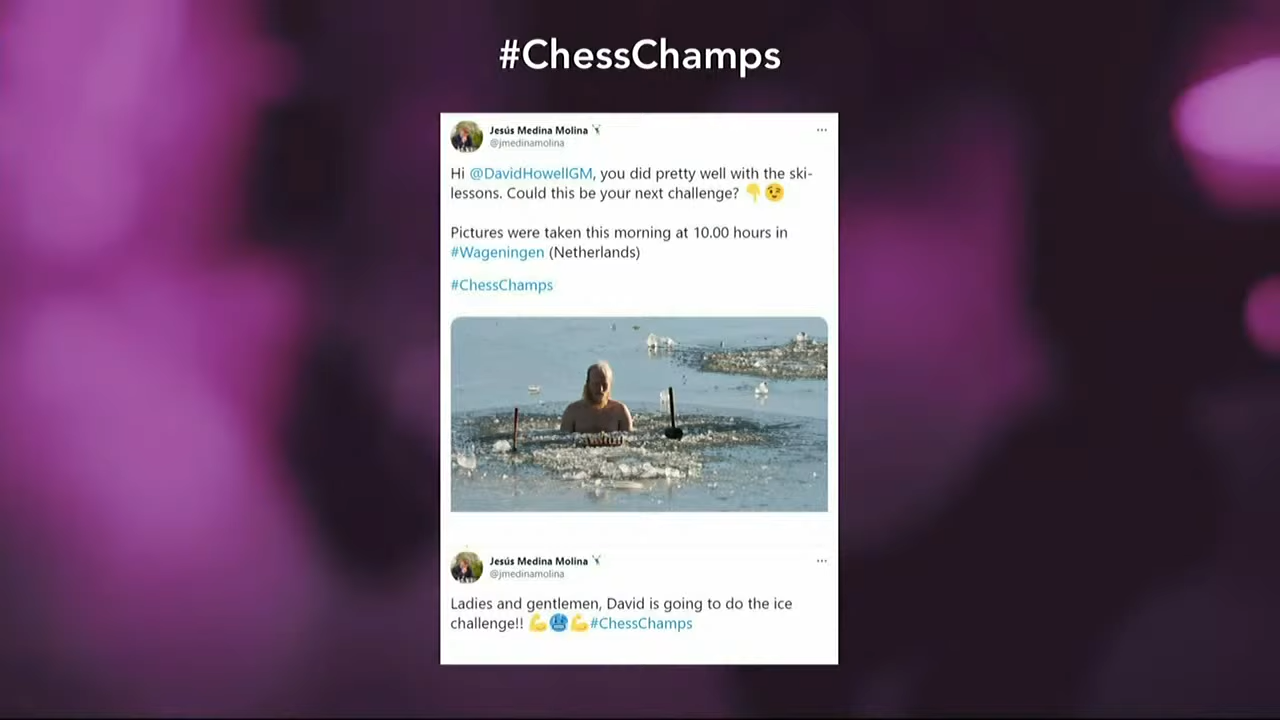 #ChessChamps
Jesús Medina Molina
@jmedinamolina
Hi @DavidHowellGM, you did pretty well with the ski-
lessons. Could this be your next challenge? 👇😉
Pictures were taken this morning at 10.00 hours in
#Wageningen (Netherlands)
#ChessChamps
Jesús Medina Molina
@jmedinamolina
Ladies and gentlemen, David is going to do the ice
challenge!! 💪🥶💪#ChessChamps